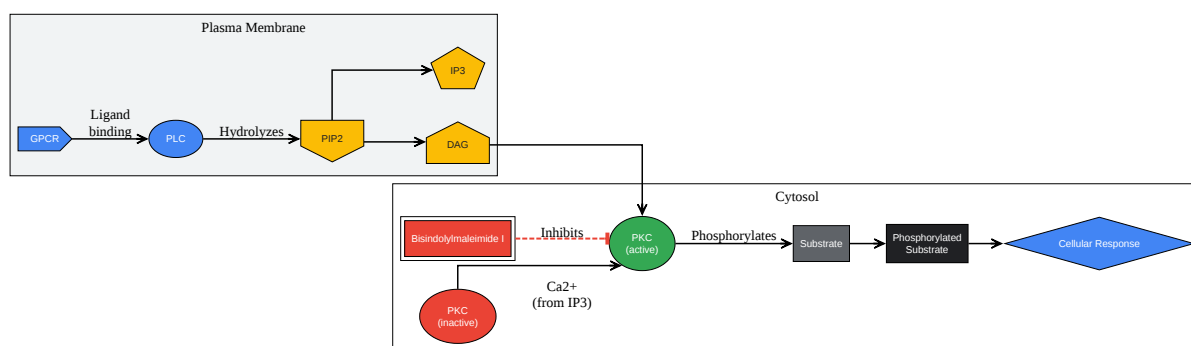 Plasma Membrane
IP3
Ligand
binding
GPCR
PLC
Hydrolyzes
PIP2
DAG
Cytosol
Bisindolylmaleimide I
Inhibits
PKC
(active)
Phosphorylates
Substrate
Phosphorylated
Substrate
Cellular Response
Ca2+
(from IP3)
PKC
(inactive)